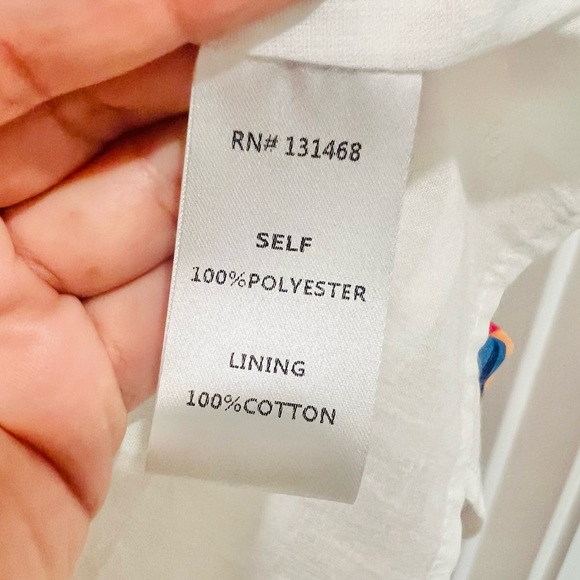 RN# 131468
SELF
100%POLYESTER
LINING
100%COTTON